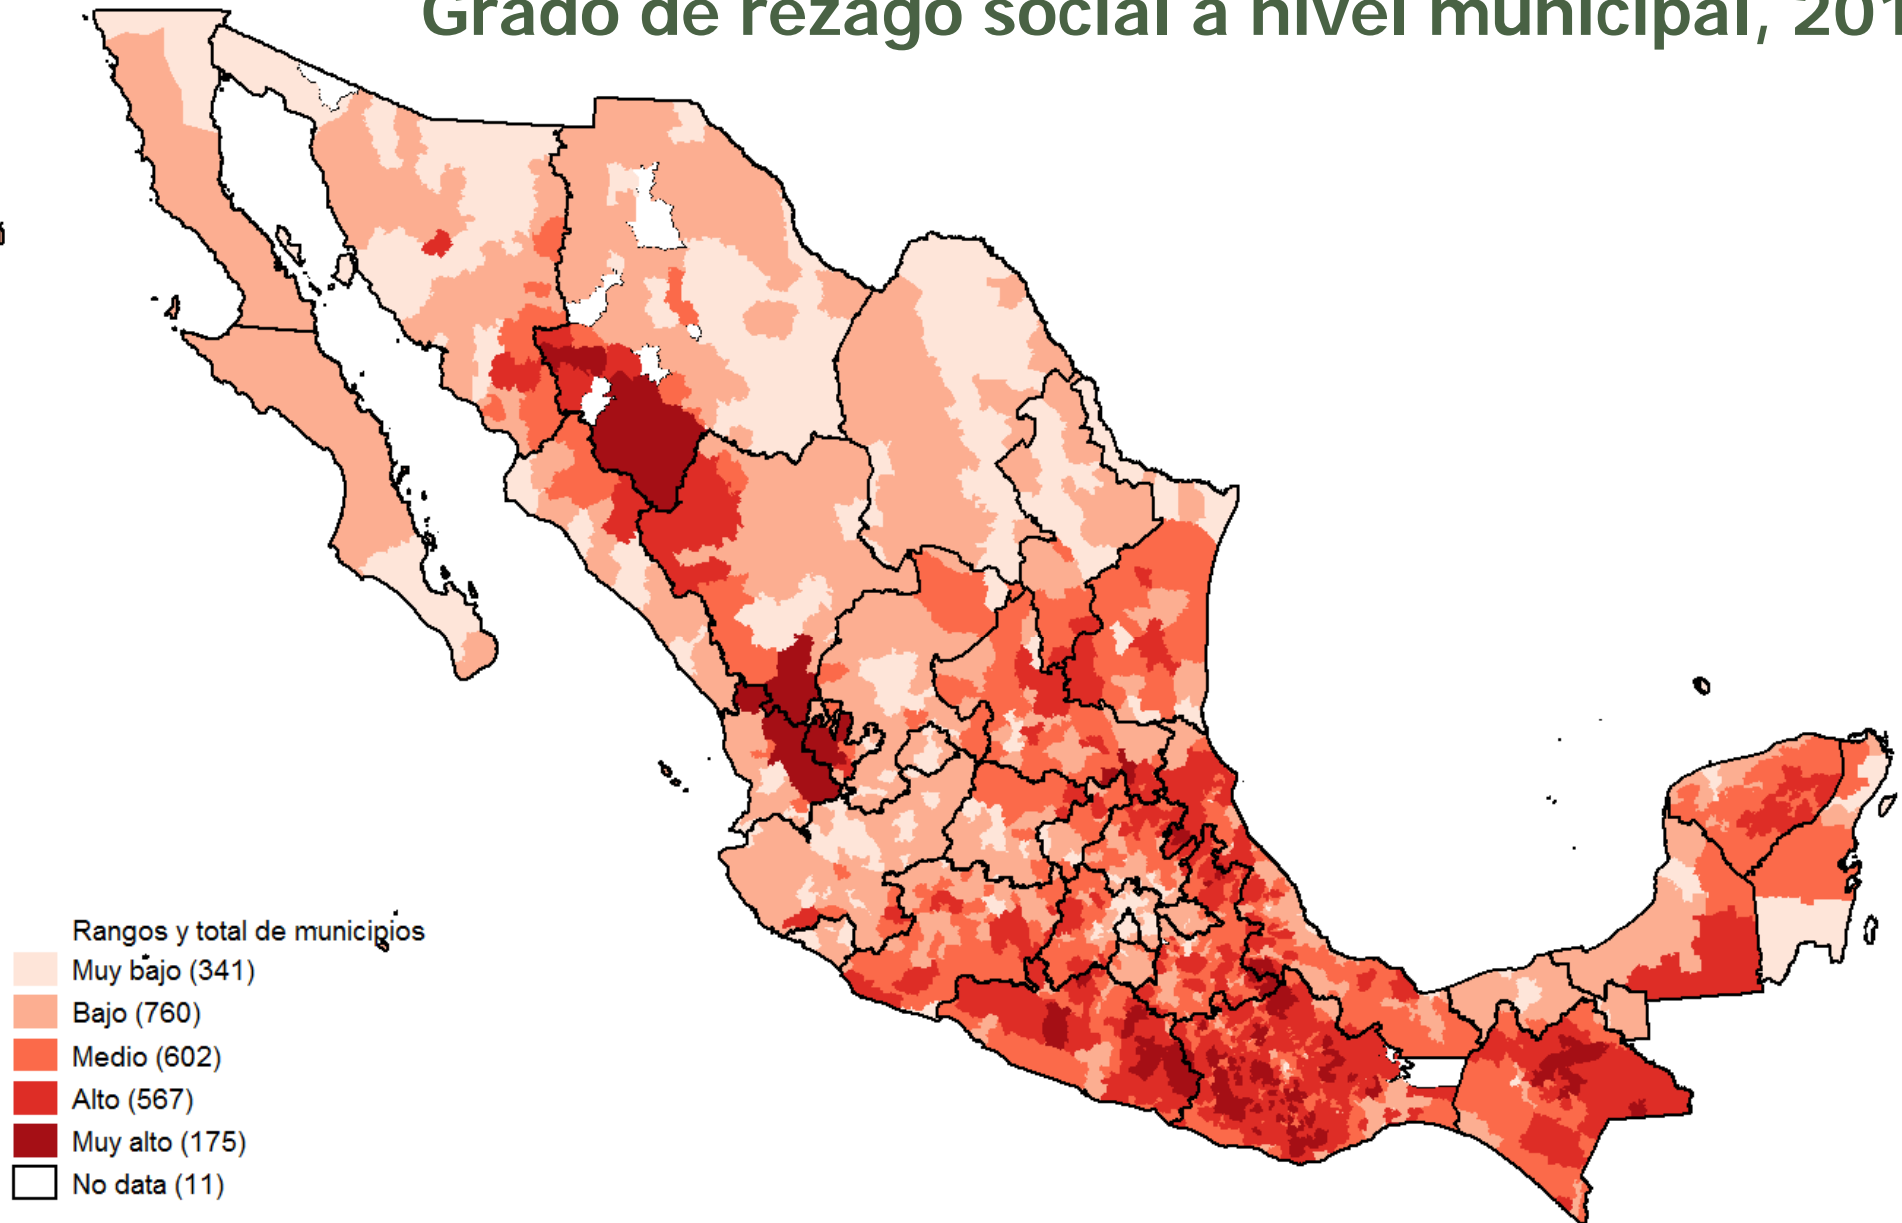 Grado de rezago social a nivel municipal, 201
Rangos y total de municipios
Muy bajo (341)
Bajo (760)
Medio (602)
Alto (567)
Muy alto (175)
No data (11)